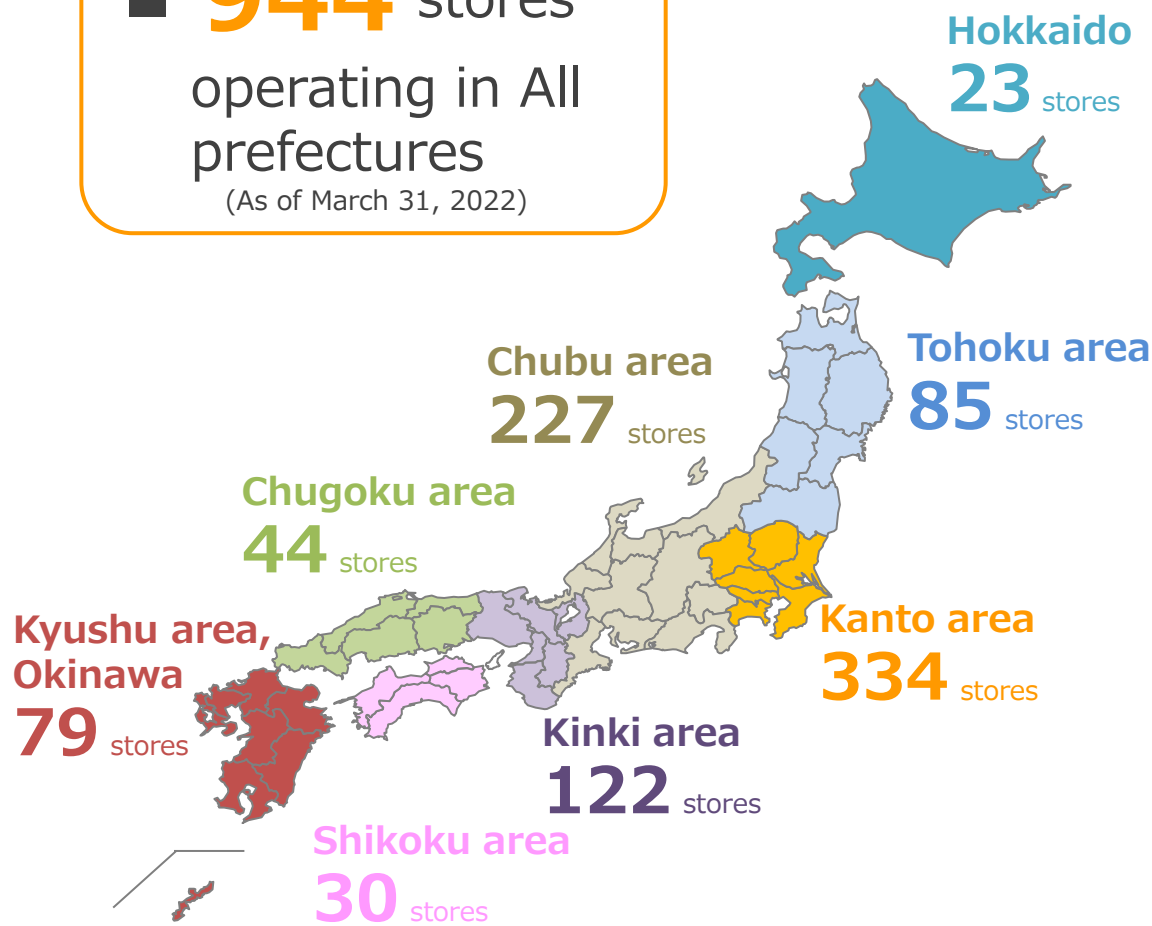 944 stores
operating in All
prefectures
(As of March 31, 2022)
Hokkaido
23 stores
Tohoku area
85 stores
Chubu area
227 stores
Chugoku area
44 stores
Kyushu area,
Okinawa
79 stores
Kanto area
334 stores
Kinki area
122 stores
Shikoku area
30 stores